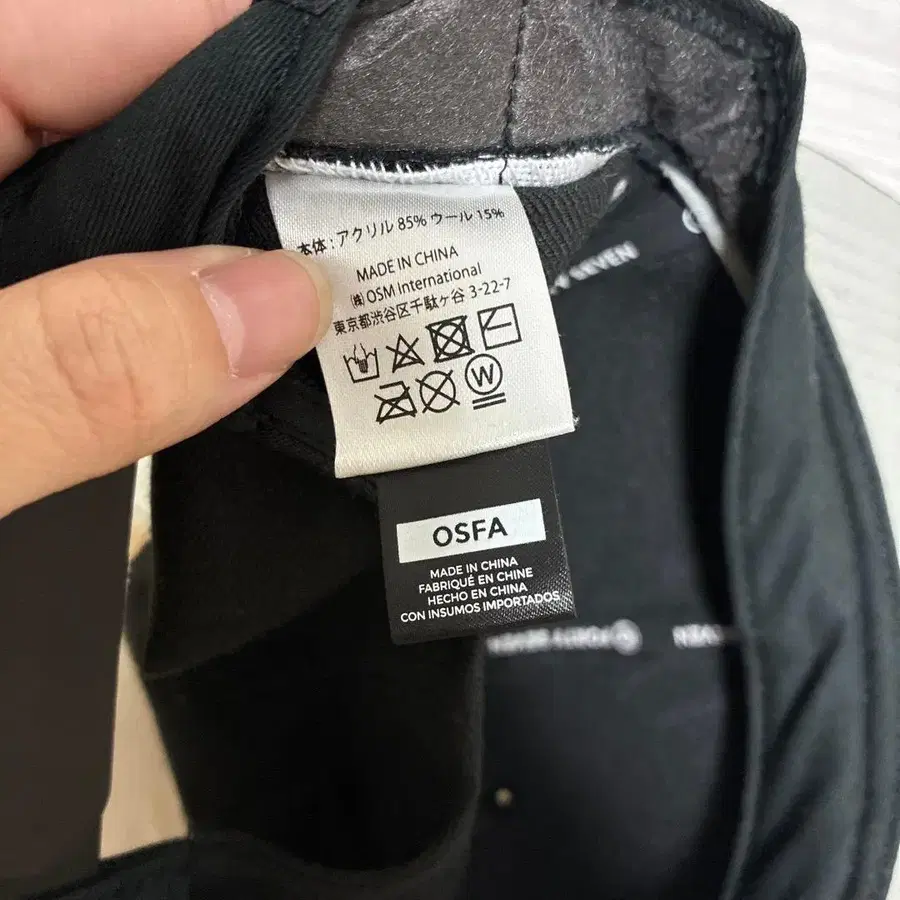 本体:アクリル 85% ウール 15%
MADE IN CHINA
㈱ OSM International
東京都渋谷区千駄ヶ谷 3-22-7
W
OSFA
MADE IN CHINA
FABRIQUÉ EN CHINE
HECHO EN CHINA
CON INSUMOS IMPORTADOS
SEVEN